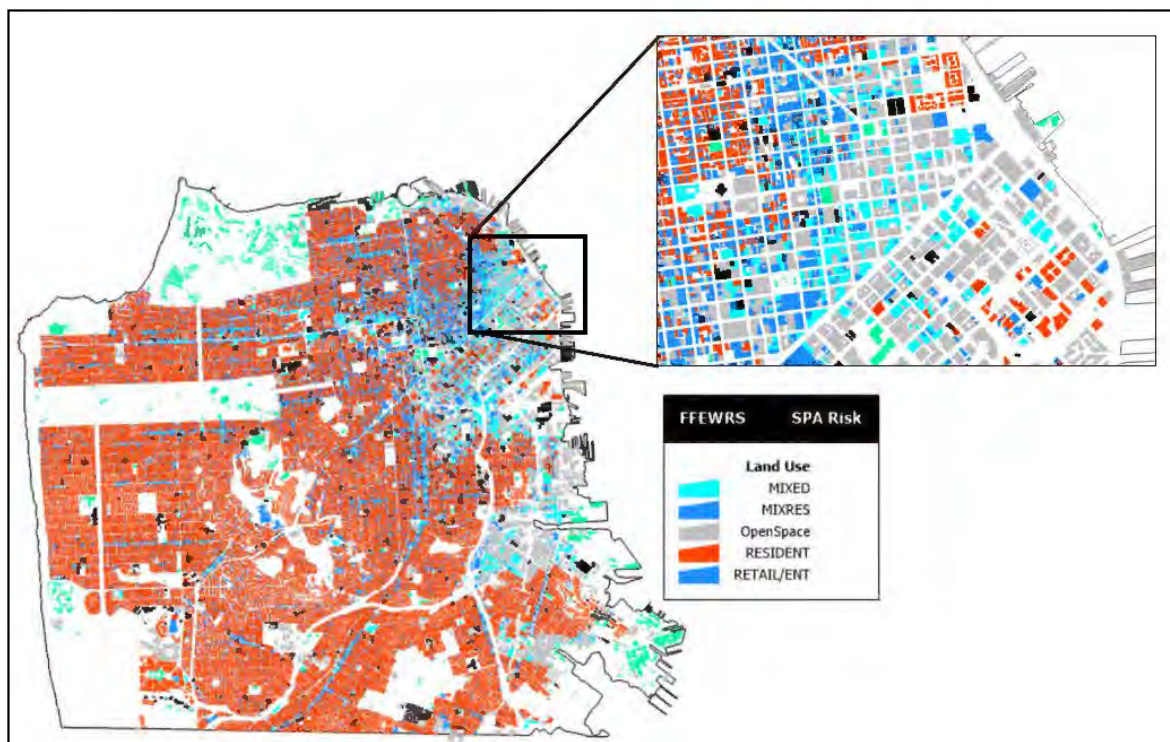 FFEWRS SPA Risk
Land Use
MIXED
MIXRES
OpenSpace
RESIDENT
RETAIL/ENT